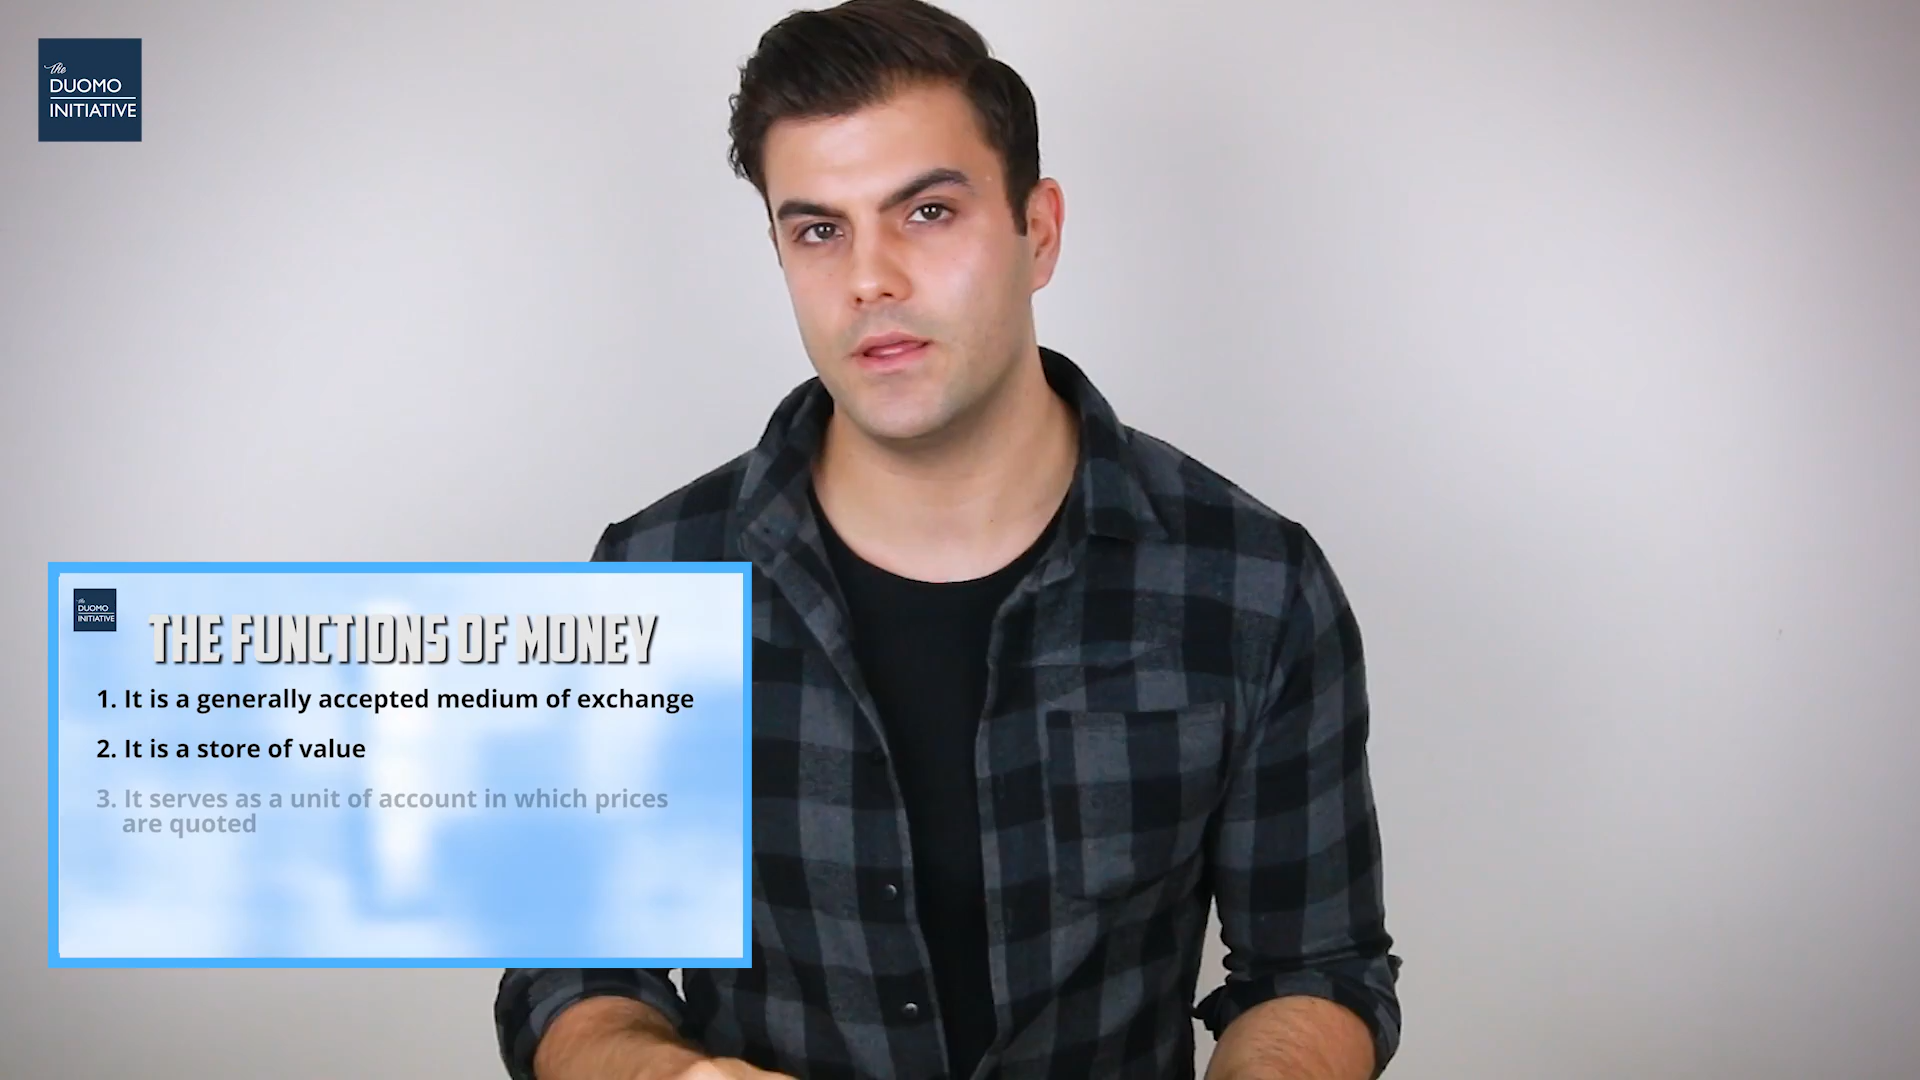 The
DUOMO
INITIATIVE
The
DUOMO
INITIATIVE
THE FUNCTIONS OF MONEY
1. It is a generally accepted medium of exchange
2. It is a store of value
3. It serves as a unit of account in which prices
are quoted